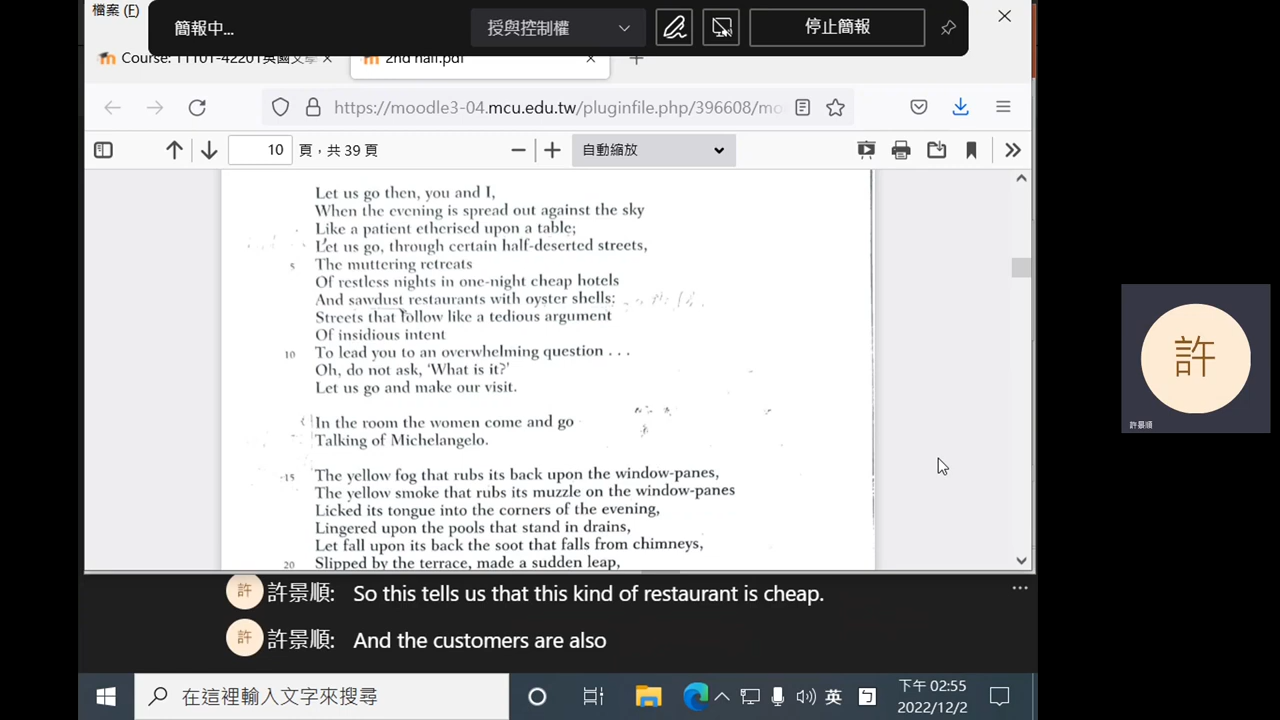 檔案 (F)
簡報中...
授與控制權
停止簡報
Course: 11101-42201英國文學
2nd half.pdf
https://moodle3-04.mcu.edu.tw/pluginfile.php/396608/mo
10 頁，共 39 頁
自動縮放
Let us go then, you and I,
When the evening is spread out against the sky
Like a patient etherised upon a table;
Let us go, through certain half-deserted streets,
5 The muttering retreats
Of restless nights in one-night cheap hotels
And sawdust restaurants with oyster shells:
Streets that follow like a tedious argument
Of insidious intent
10 To lead you to an overwhelming question . . .
Oh, do not ask, ‘What is it?’
Let us go and make our visit.
In the room the women come and go
Talking of Michelangelo.
15 The yellow fog that rubs its back upon the window-panes,
The yellow smoke that rubs its muzzle on the window-panes
Licked its tongue into the corners of the evening,
Lingered upon the pools that stand in drains,
Let fall upon its back the soot that falls from chimneys,
20 Slipped by the terrace, made a sudden leap,
許
許景順
許 許景順: So this tells us that this kind of restaurant is cheap.
許 許景順: And the customers are also
在這裡輸入文字來搜尋
英
下午 02:55
2022/12/2